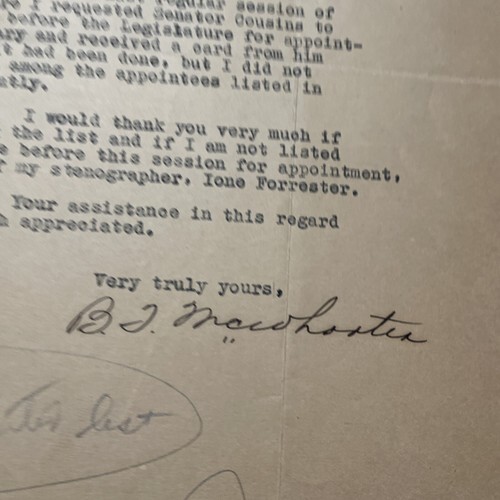 regular session of
I requested Senator Cousins to
before the Legislature for appoint-
and received a card from him
had been done, but I did not
among the appointees listed in
I would thank you very much if
the list and if I am not listed
before this session for appointment,
my stenographer, Ione Forrester.
Your assistance in this regard
appreciated.
Very truly yours,
B. T. McWhorter
list